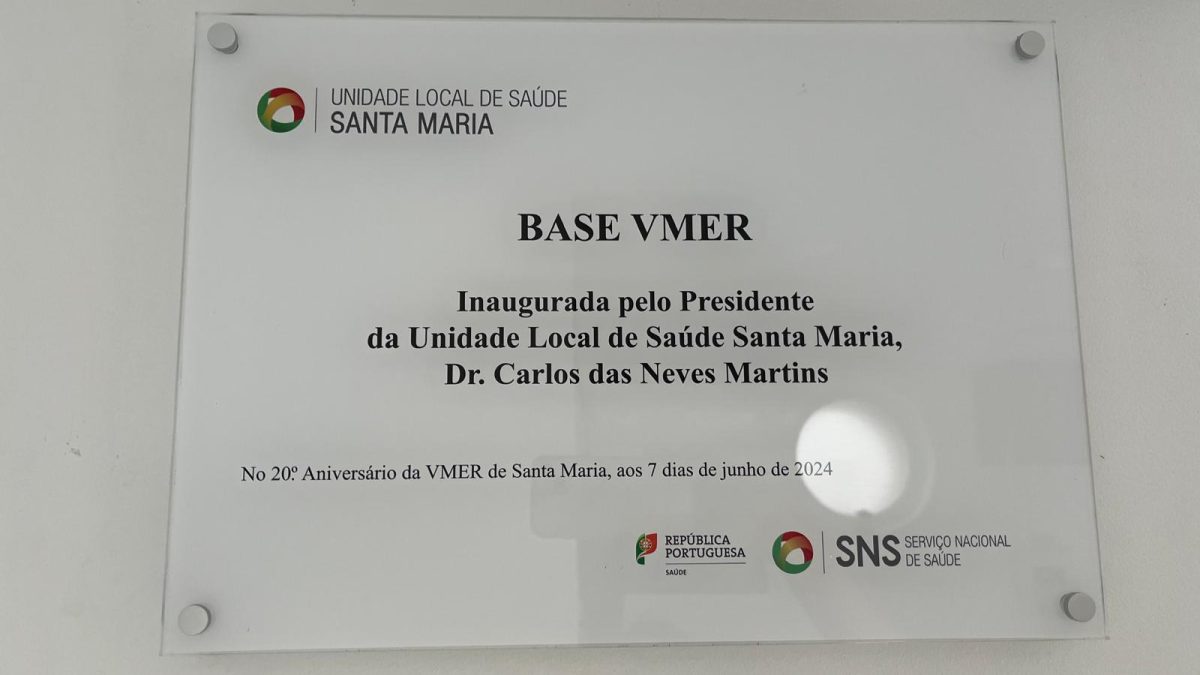 UNIDADE LOCAL DE SAÚDE
SANTA MARIA
BASE VMER
Inaugurada pelo Presidente
da Unidade Local de Saúde Santa Maria,
Dr. Carlos das Neves Martins
No 20.º Aniversário da VMER de Santa Maria, aos 7 dias de junho de 2024
REPÚBLICA
PORTUGUESA
SAÚDE
SNS SERVIÇO NACIONAL
DE SAÚDE